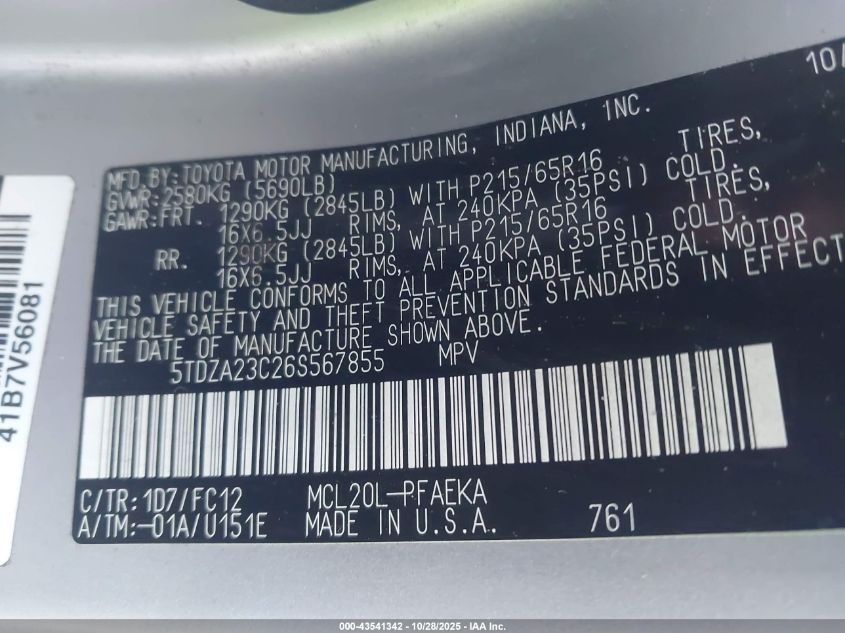 10/
MFD.BY:TOYOTA MOTOR MANUFACTURING, INDIANA, INC.
GVWR:2580KG (5690LB)
GAWR:FRT. 1290KG (2845LB) WITH P215/65R16 TIRES,
16X6.5JJ RIMS, AT 240KPA (35PSI) COLD.
RR. 1290KG (2845LB) WITH P215/65R16 TIRES,
16X6.5JJ RIMS, AT 240KPA (35PSI) COLD.
THIS VEHICLE CONFORMS TO ALL APPLICABLE FEDERAL MOTOR
VEHICLE SAFETY AND THEFT PREVENTION STANDARDS IN EFFECT
THE DATE OF MANUFACTURE SHOWN ABOVE.
5TDZA23C26S567855 MPV
C/TR:1D7/FC12 MCL20L-PFAEKA
A/TM:-01A/U151E MADE IN U.S.A. 761
41B7V56081
000-43541342 | 10/28/2025 - IAA Inc.